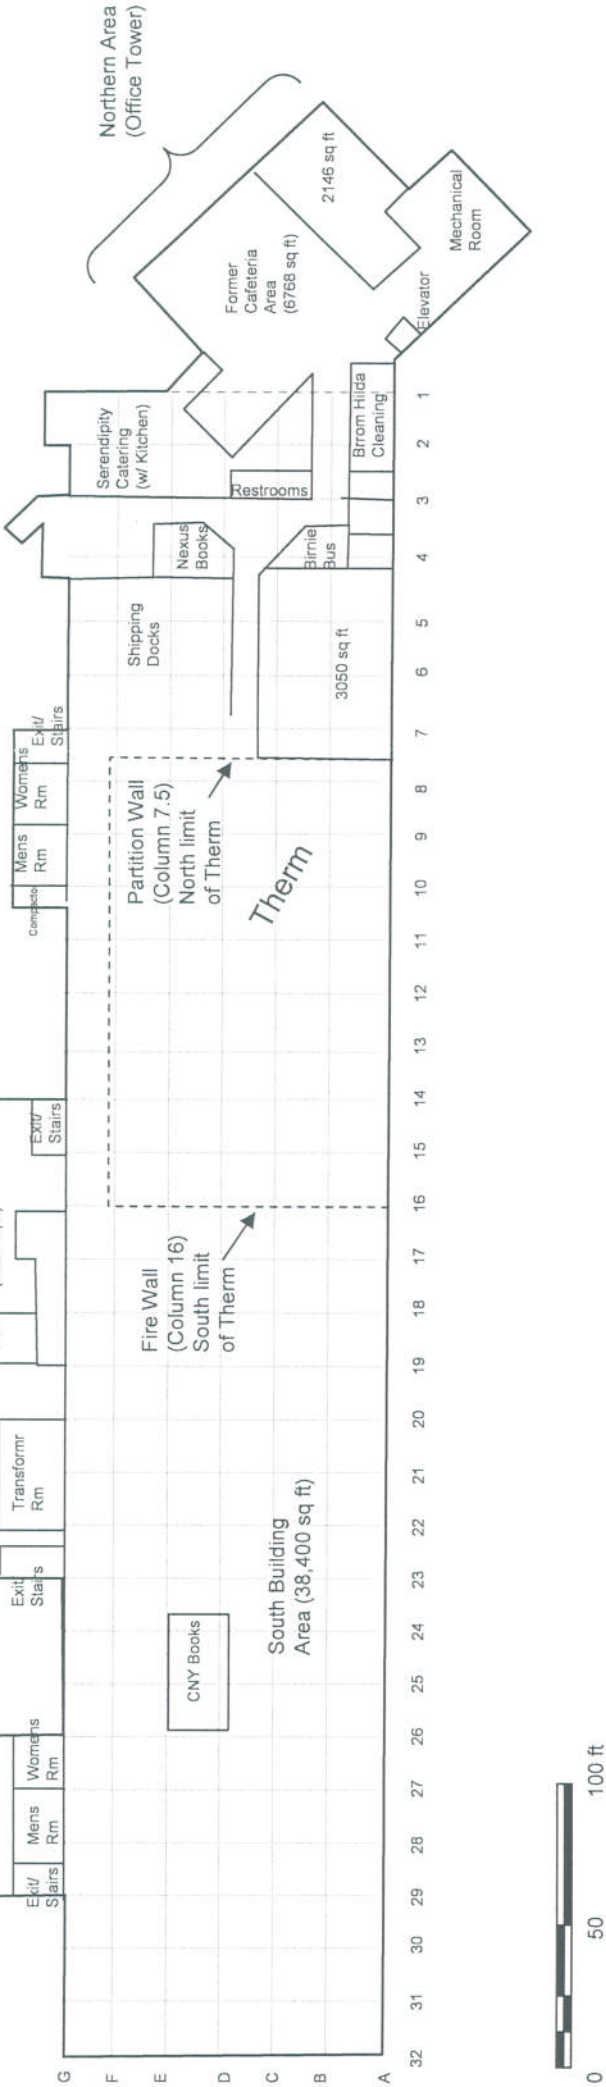 Northern Area
(Office Tower)
2146 sq ft
Former
Cafeteria
Area
(6768 sq ft)
Mechanical
Room
Elevator
Serendipity
Catering
(w/ Kitchen)
Brrom Hilda
Cleaning
Restrooms
Nexus
Books
Birnie
Bus
Shipping
Docks
3050 sq ft
Exit/
Stairs
Womens
Rm
Mens
Rm
Compactor
Partition Wall
(Column 7.5)
North limit
of Therm
Therm
Exit/
Stairs
Fire Wall
(Column 16)
South limit
of Therm
Transformr
Rm
Exit
Stairs
South Building
Area (38,400 sq ft)
CNY Books
Womens
Rm
Mens
Rm
Exit/
Stairs
G
F
E
D
C
B
A
32
31
30
29
28
27
26
25
24
23
22
21
20
19
18
17
16
15
14
13
12
11
10
9
8
7
6
5
4
3
2
1
0
50
100 ft